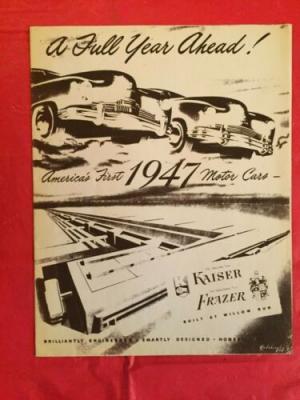 A Full Year Ahead!
America's First 1947 Motor Cars —
KAISER
FRAZER
BUILT AT WILLOW RUN
BRILLIANTLY ENGINEERED · SMARTLY DESIGNED ·